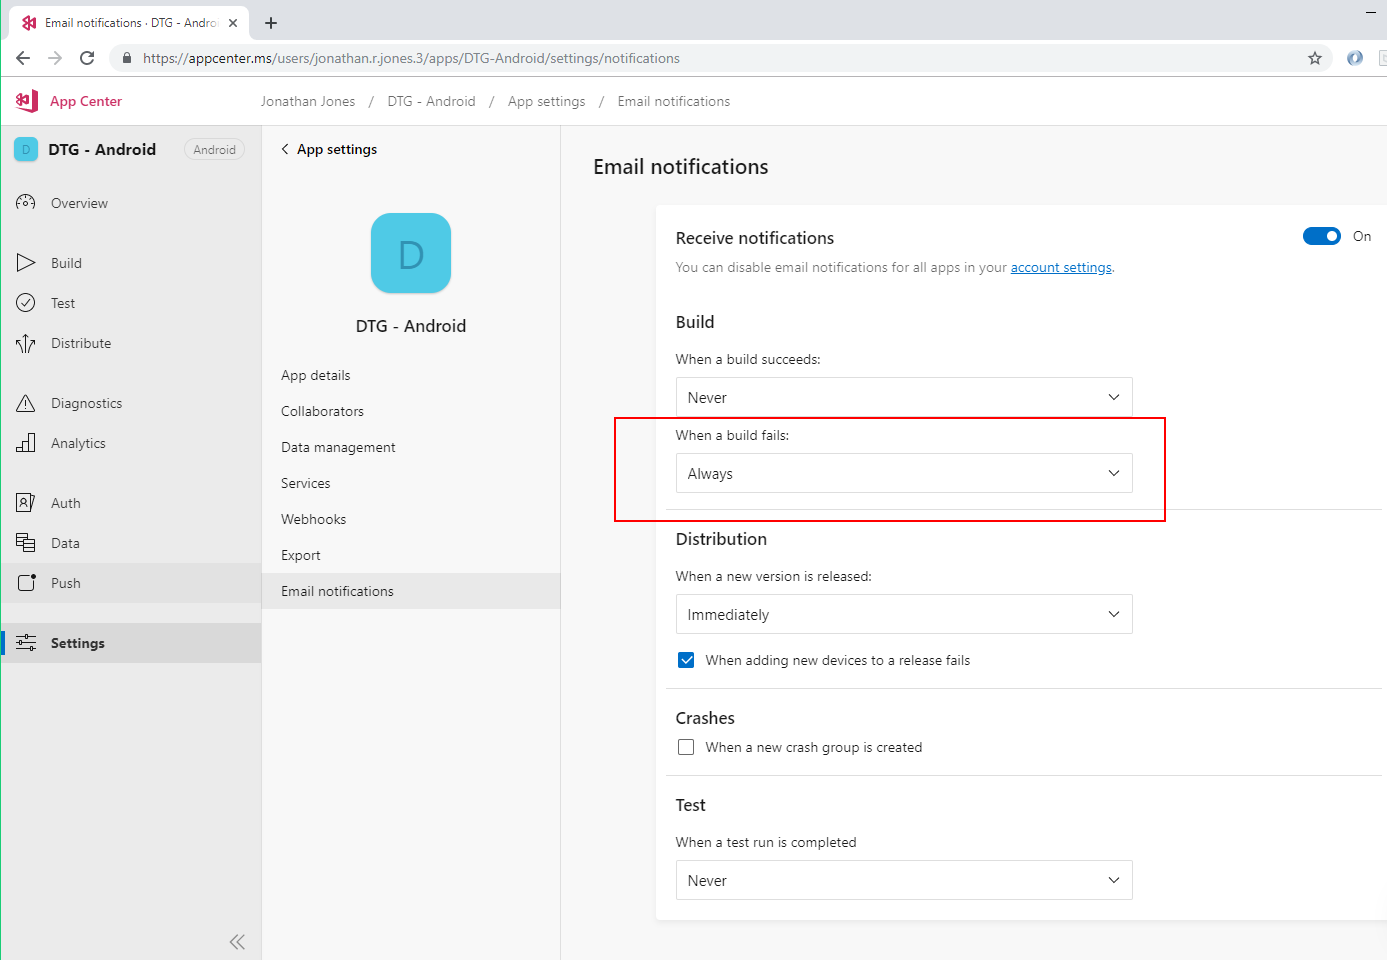 Email notifications · DTG - Andro
https://appcenter.ms/users/jonathan.r.jones.3/apps/DTG-Android/settings/notifications
App Center
Jonathan Jones / DTG - Android / App settings / Email notifications
D DTG - Android Android
Overview
Build
Test
Distribute
Diagnostics
Analytics
Auth
Data
Push
Settings
App settings
D
DTG - Android
App details
Collaborators
Data management
Services
Webhooks
Export
Email notifications
Email notifications
Receive notifications
On
You can disable email notifications for all apps in your account settings.
Build
When a build succeeds:
Never
When a build fails:
Always
Distribution
When a new version is released:
Immediately
When adding new devices to a release fails
Crashes
When a new crash group is created
Test
When a test run is completed
Never